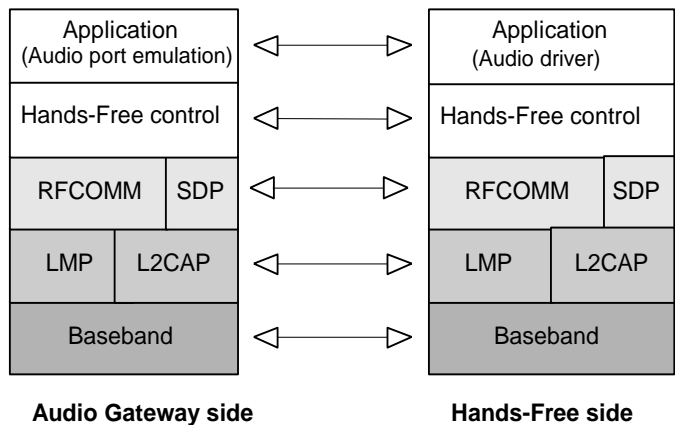 Application
(Audio port emulation)
Application
(Audio driver)
Hands-Free control
Hands-Free control
RFCOMM
SDP
RFCOMM
SDP
LMP
L2CAP
LMP
L2CAP
Baseband
Baseband
Audio Gateway side
Hands-Free side